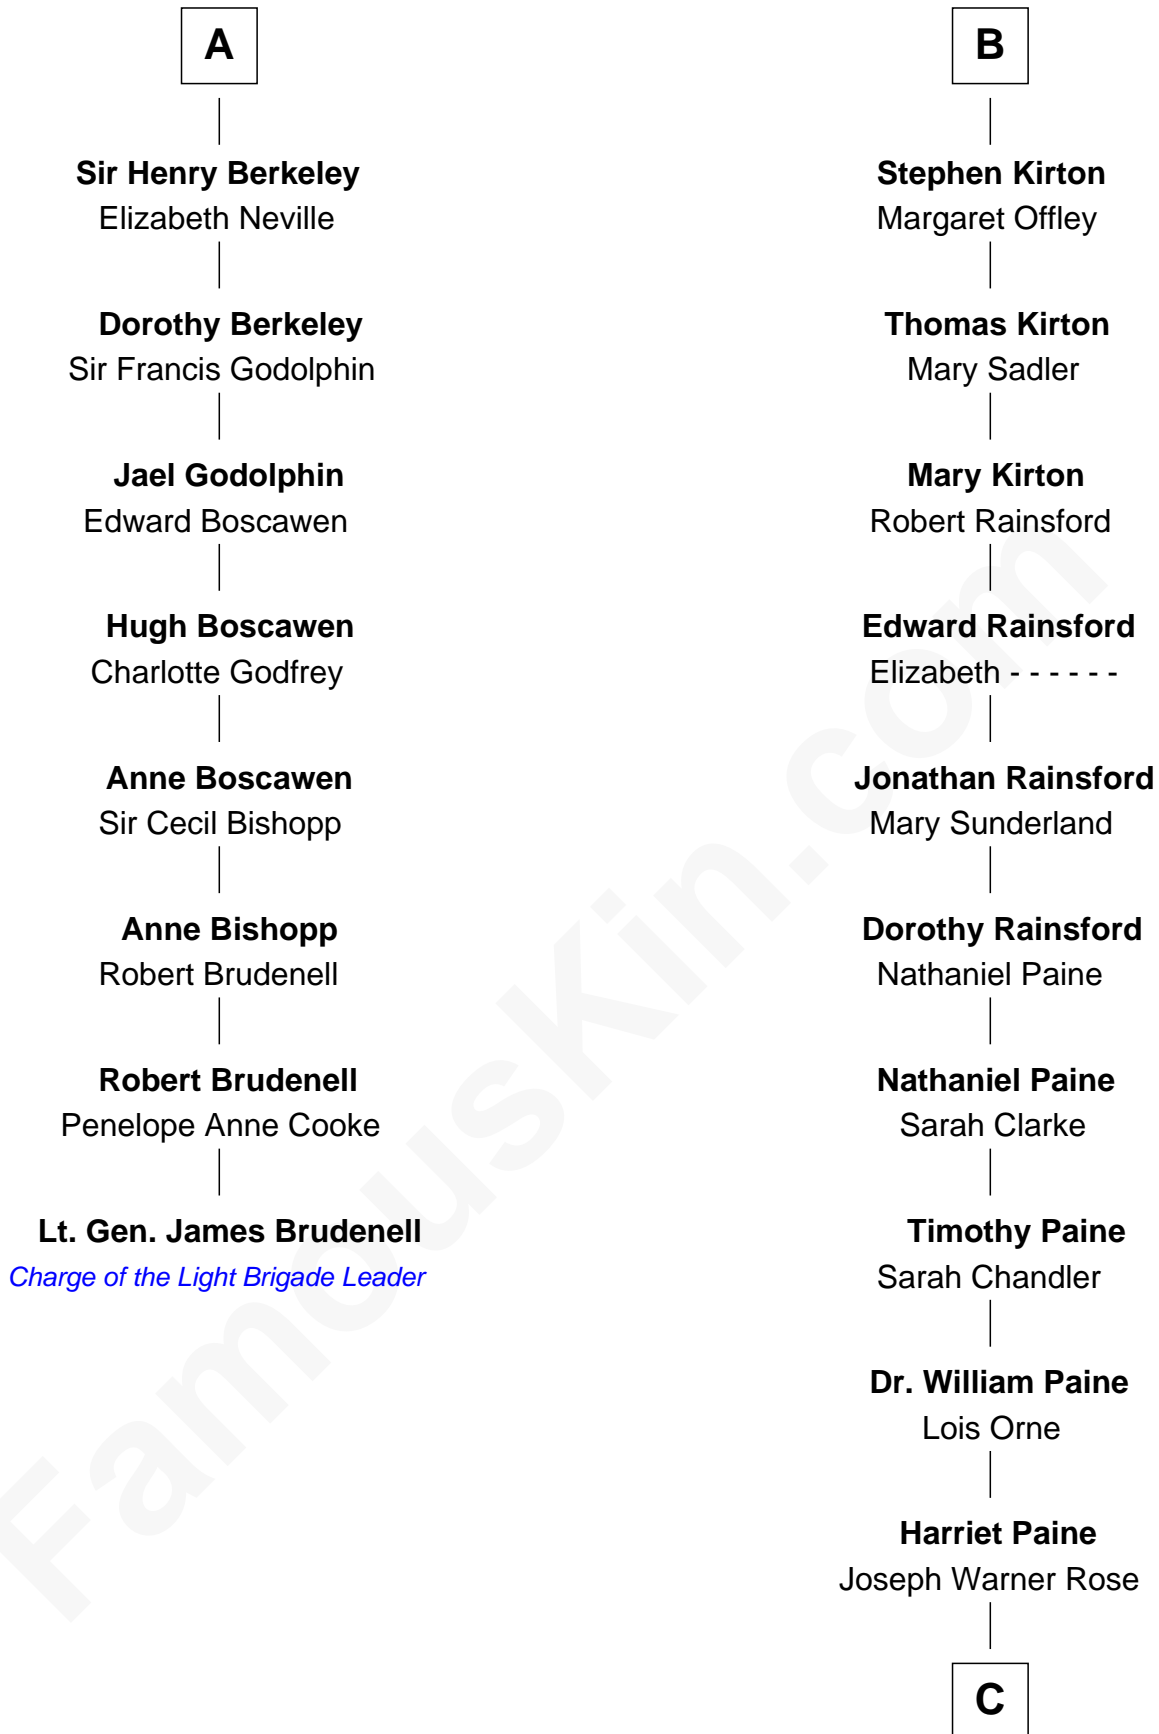 A
Sir Henry Berkeley
Elizabeth Neville
Dorothy Berkeley
Sir Francis Godolphin
Jael Godolphin
Edward Boscawen
Hugh Boscawen
Charlotte Godfrey
Anne Boscawen
Sir Cecil Bishopp
Anne Bishopp
Robert Brudenell
Robert Brudenell
Penelope Anne Cooke
Lt. Gen. James Brudenell
Charge of the Light Brigade Leader
B
Stephen Kirton
Margaret Offley
Thomas Kirton
Mary Sadler
Mary Kirton
Robert Rainsford
Edward Rainsford
Elizabeth - - - - - -
Jonathan Rainsford
Mary Sunderland
Dorothy Rainsford
Nathaniel Paine
Nathaniel Paine
Sarah Clarke
Timothy Paine
Sarah Chandler
Dr. William Paine
Lois Orne
Harriet Paine
Joseph Warner Rose
C
FamousKin.com